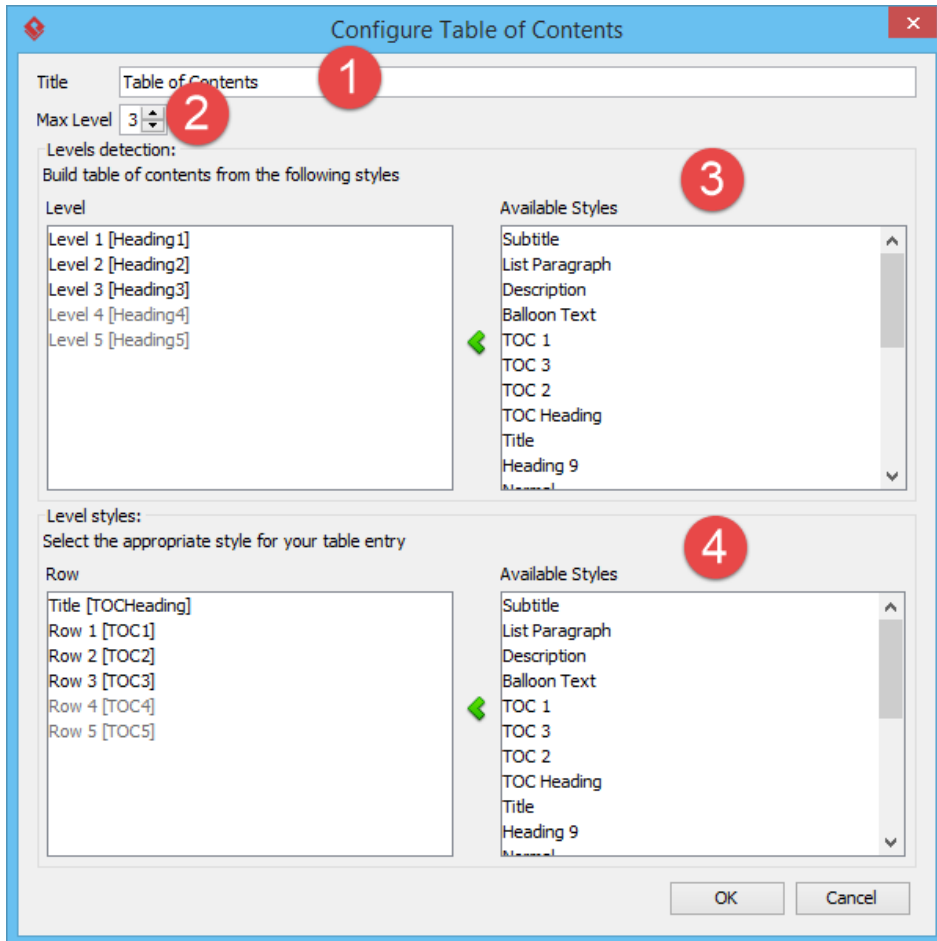 Configure Table of Contents
Title Table of Contents
1
Max Level 3
2
Levels detection:
Build table of contents from the following styles
3
Level
Level 1 [Heading1]
Level 2 [Heading2]
Level 3 [Heading3]
Level 4 [Heading4]
Level 5 [Heading5]
Available Styles
Subtitle
List Paragraph
Description
Balloon Text
TOC 1
TOC 3
TOC 2
TOC Heading
Title
Heading 9
Level styles:
Select the appropriate style for your table entry
4
Row
Title [TOCHeading]
Row 1 [TOC1]
Row 2 [TOC2]
Row 3 [TOC3]
Row 4 [TOC4]
Row 5 [TOC5]
Available Styles
Subtitle
List Paragraph
Description
Balloon Text
TOC 1
TOC 3
TOC 2
TOC Heading
Title
Heading 9
OK Cancel